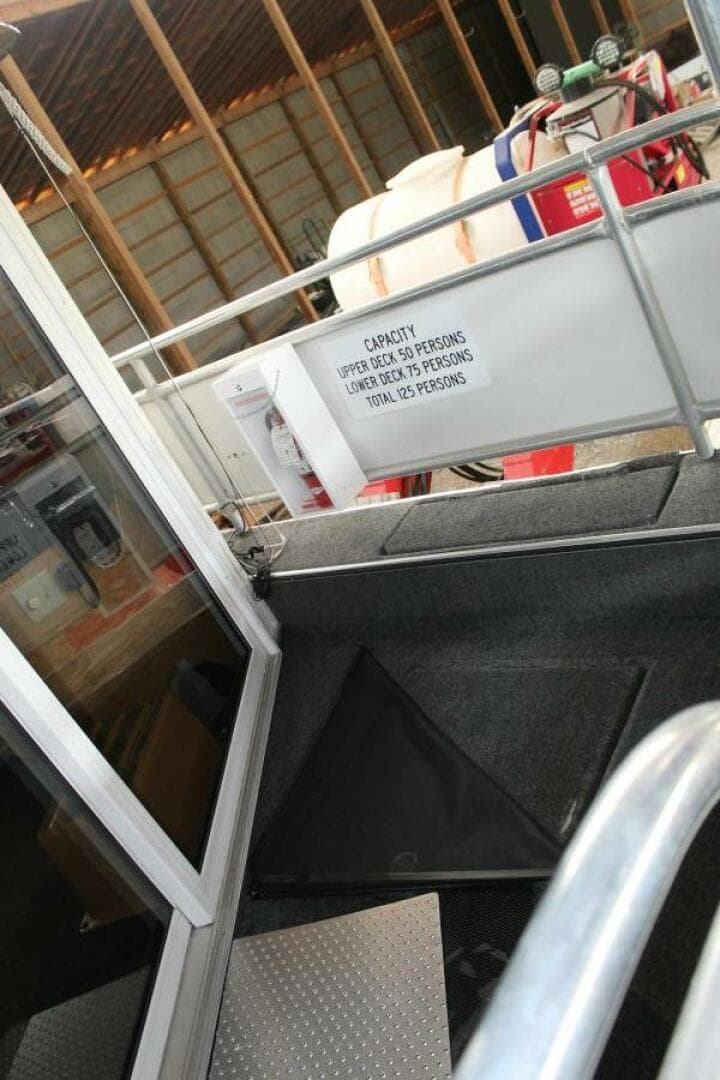 CAPACITY
UPPER DECK 50 PERSONS
LOWER DECK 75 PERSONS
TOTAL 125 PERSONS